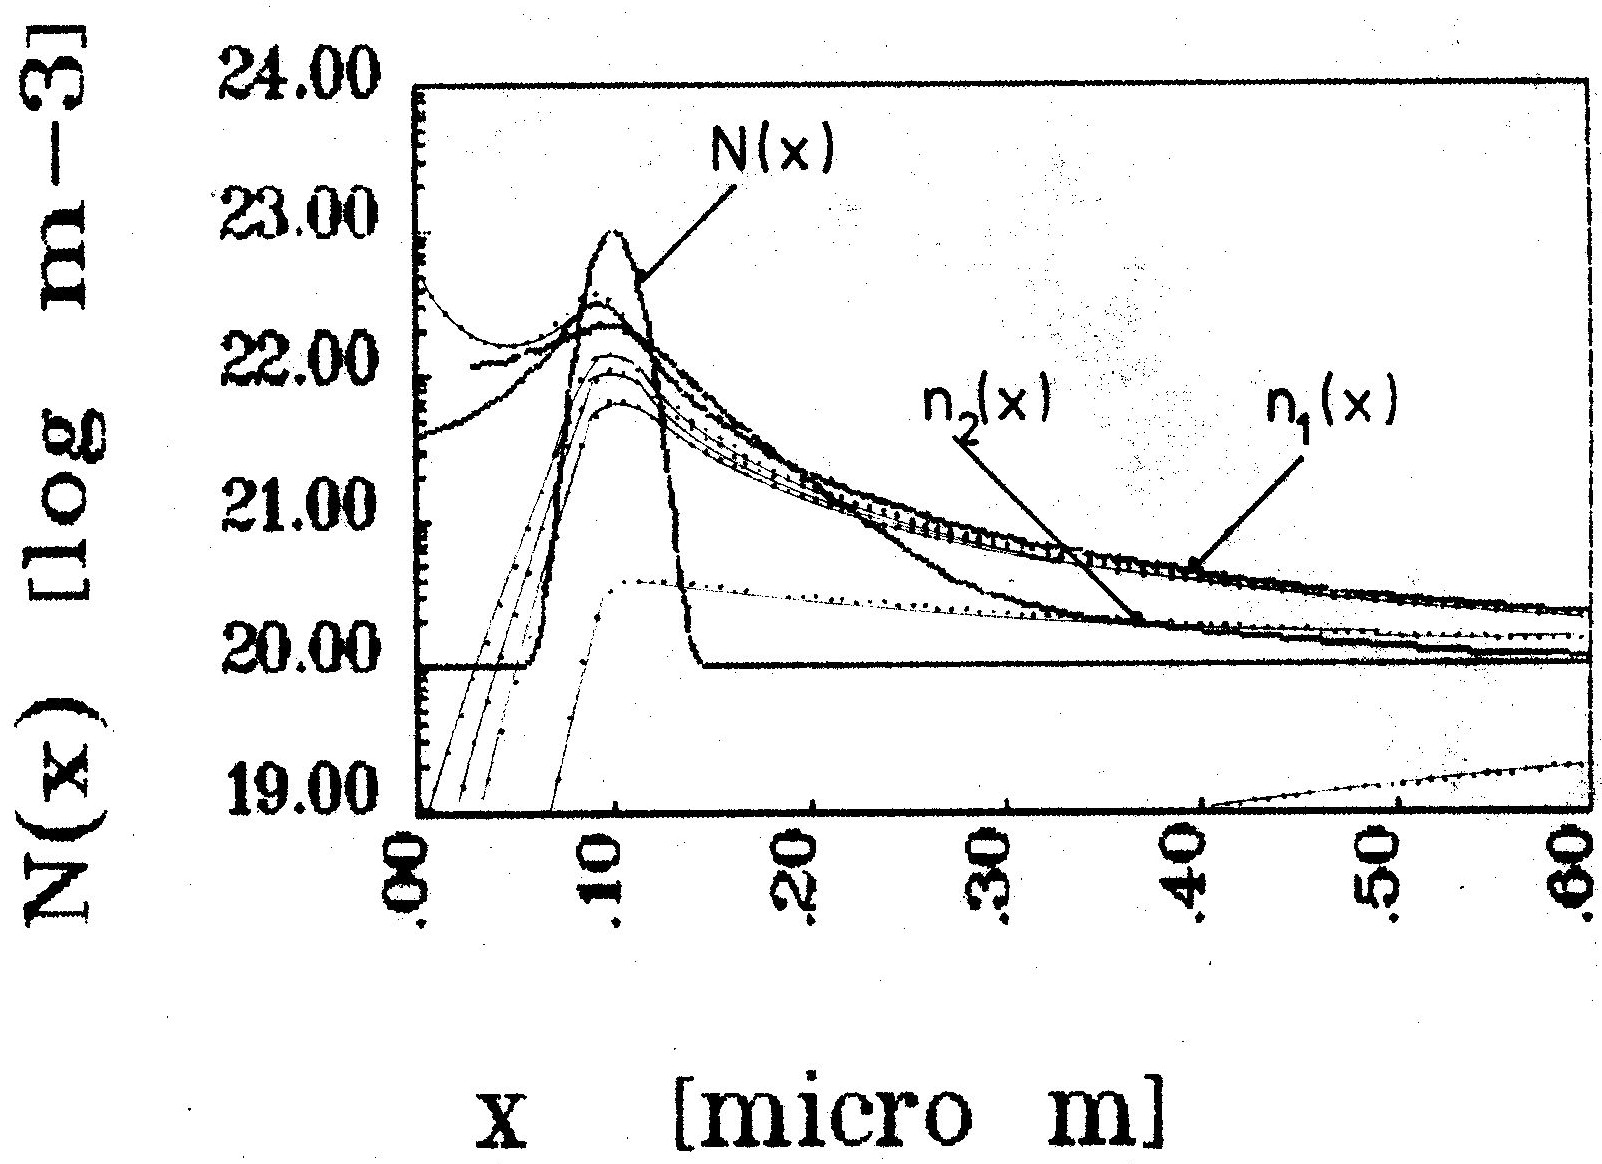 N(x) [log m-3]
24.00
23.00
22.00
21.00
20.00
19.00
N(x)
n2(x)
n1(x)
.00 .10 .20 .30 .40 .50 .60
x [micro m]